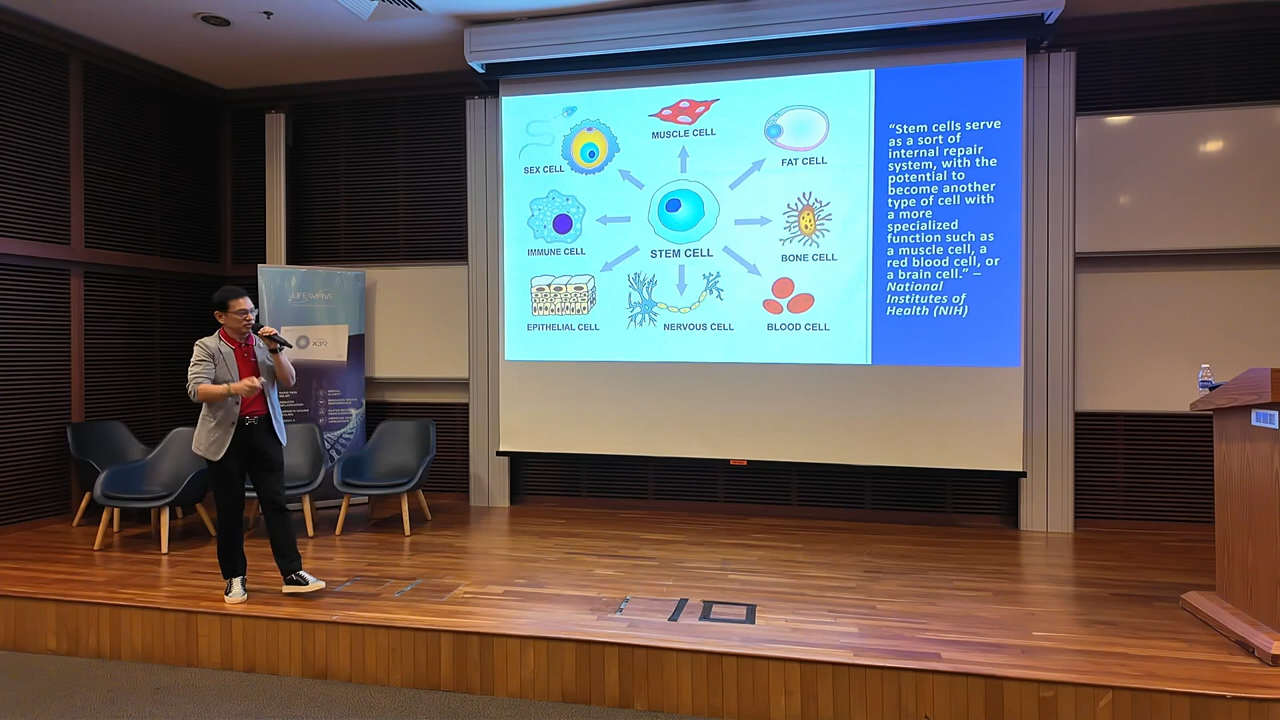 SEX CELL
MUSCLE CELL
FAT CELL
IMMUNE CELL
STEM CELL
BONE CELL
EPITHELIAL CELL
NERVOUS CELL
BLOOD CELL
“Stem cells serve
as a sort of
internal repair
system, with the
potential to
become another
type of cell with
a more
specialized
function such as
a muscle cell, a
red blood cell, or
a brain cell.” –
National
Institutes of
Health (NIH)
LIFEWAVE
X39